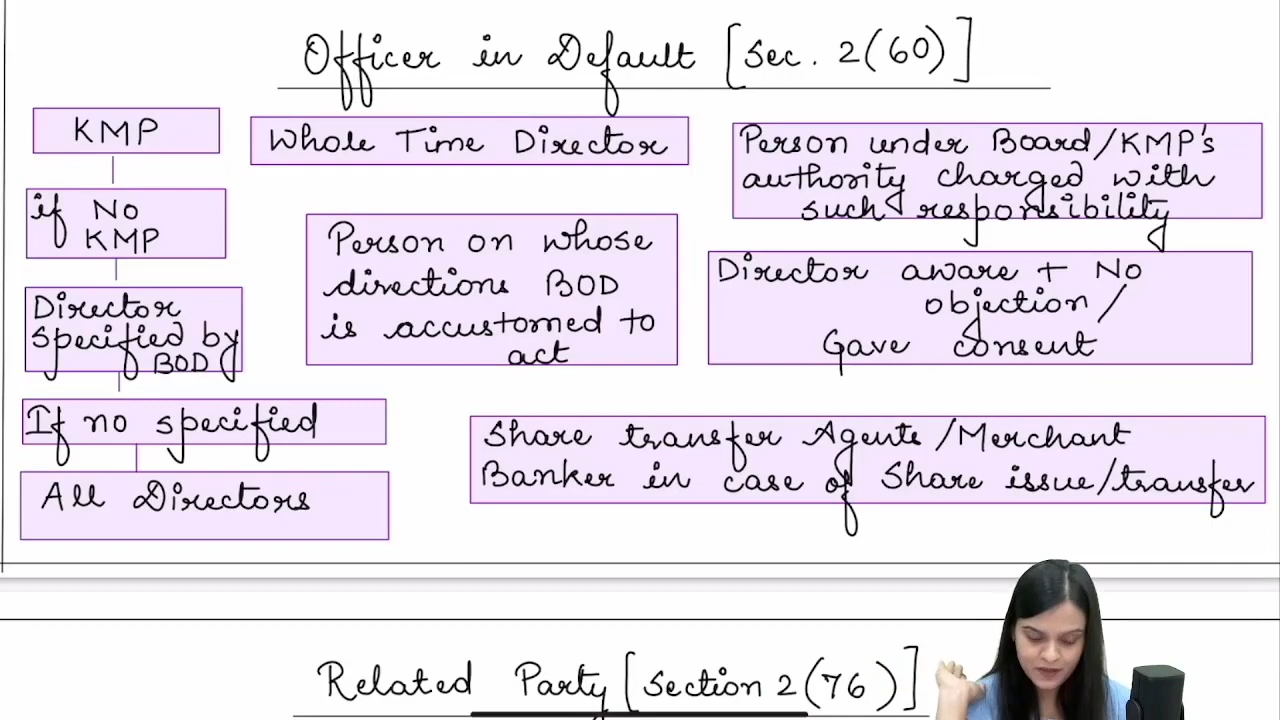 Officer in Default [Sec. 2(60)]
KMP
if No
KMP
Director
specified by
BOD
If no specified
All Directors
Whole Time Director
Person on whose
directions BOD
is accustomed to
act
Person under Board/KMP's
authority charged with
such responsibility
Director aware + No
objection /
Gave consent
Share transfer Agents/Merchant
Banker in case of Share issue/transfer
Related Party [Section 2(76)]